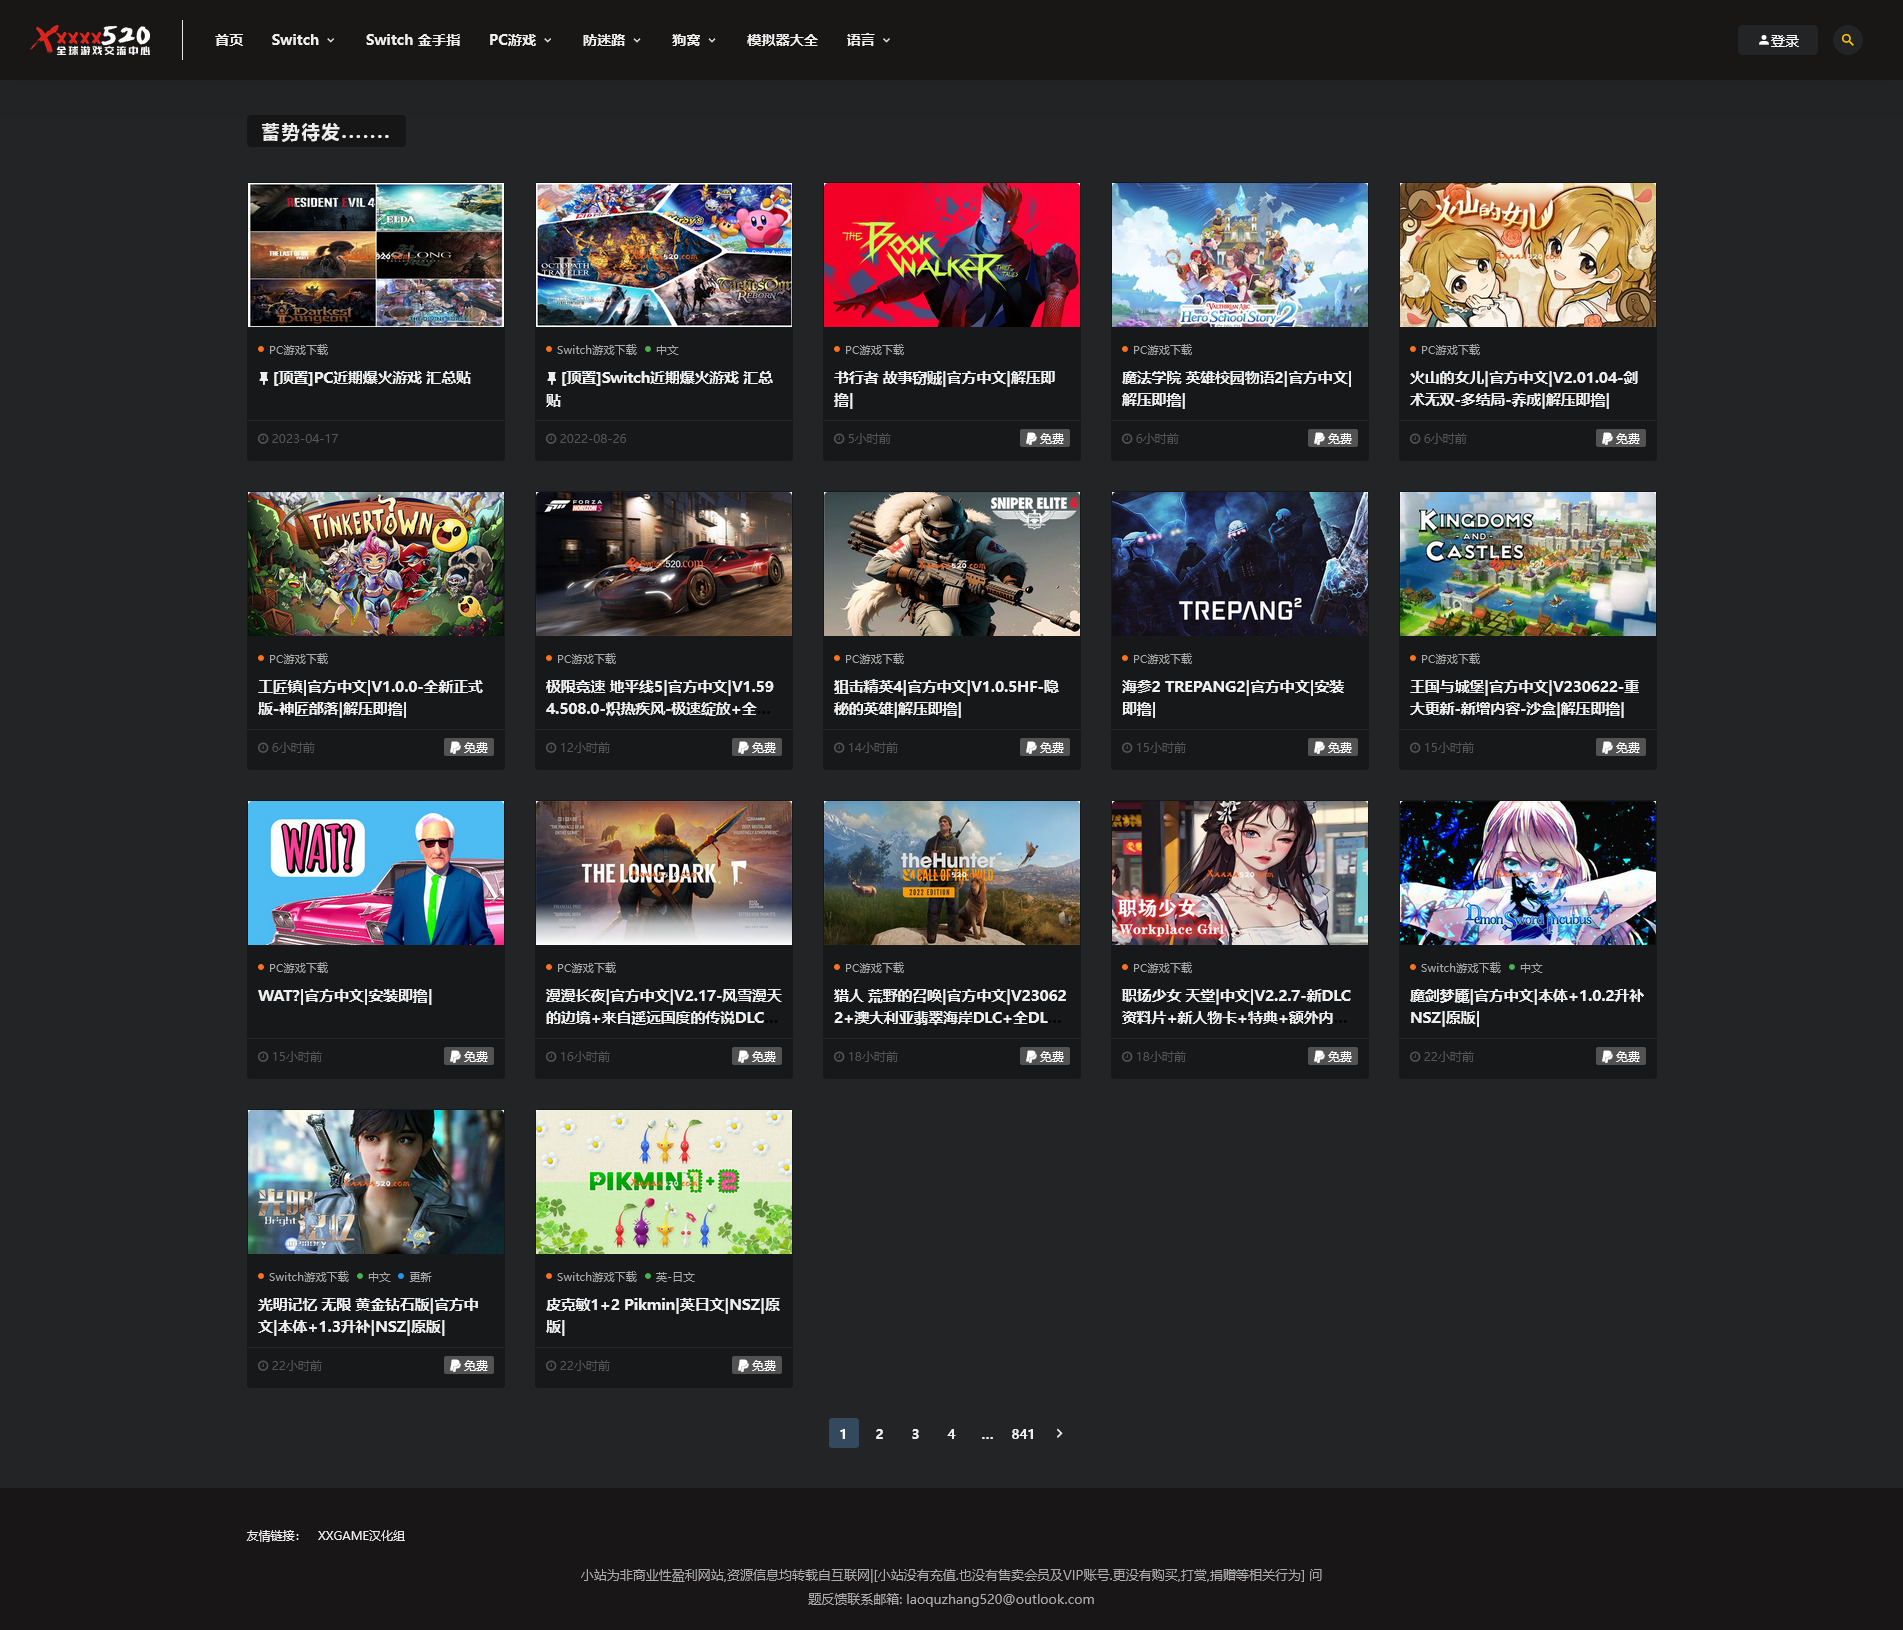 Xxxxx520
全球游戏交流中心
首页 Switch Switch 金手指 PC游戏 防迷路 狗窝 模拟器大全 语言
登录
蓄势待发.......
RESIDENT EVIL 4
ZELDA
THE LAST OF US
Darkest Dungeon
OCTOPATH TRAVELER
REBORN
THE BOOK WALKER
Hero School Story 2
火山的女儿
PC游戏下载
[顶置]PC近期爆火游戏 汇总贴
2023-04-17
Switch游戏下载 中文
[顶置]Switch近期爆火游戏 汇总
贴
2022-08-26
PC游戏下载
书行者 故事窃贼|官方中文|解压即
撸|
5小时前 免费
PC游戏下载
魔法学院 英雄校园物语2|官方中文|
解压即撸|
6小时前 免费
PC游戏下载
火山的女儿|官方中文|V2.01.04-剑
术无双-多结局-养成|解压即撸|
6小时前 免费
TINKERTOWN
FORZA HORIZON 5
SNIPER ELITE
TREPANG2
KINGDOMS AND CASTLES
PC游戏下载
工匠镇|官方中文|V1.0.0-全新正式
版-神匠部落|解压即撸|
6小时前 免费
PC游戏下载
极限竞速 地平线5|官方中文|V1.59
4.508.0-炽热疾风-极速绽放+全...
12小时前 免费
PC游戏下载
狙击精英4|官方中文|V1.0.5HF-隐
秘的英雄|解压即撸|
14小时前 免费
PC游戏下载
海参2 TREPANG2|官方中文|安装
即撸|
15小时前 免费
PC游戏下载
王国与城堡|官方中文|V230622-重
大更新-新增内容-沙盒|解压即撸|
15小时前 免费
WAT?
THE LONG DARK
theHunter
CALL OF THE WILD
2022 EDITION
职场少女
Workplace Girl
Demon Sword Incubus
PC游戏下载
WAT?|官方中文|安装即撸|
15小时前 免费
PC游戏下载
漫漫长夜|官方中文|V2.17-风雪漫天
的边境+来自遥远国度的传说DLC...
16小时前 免费
PC游戏下载
猎人 荒野的召唤|官方中文|V23062
2+澳大利亚翡翠海岸DLC+全DL...
18小时前 免费
PC游戏下载
职场少女 天堂|中文|V2.2.7-新DLC
资料片+新人物卡+特典+额外内...
18小时前 免费
Switch游戏下载 中文
魔剑梦魇|官方中文|本体+1.0.2升补
NSZ|原版|
22小时前 免费
光明记忆
Bright Memory
PIKMIN 1+2
Switch游戏下载 中文 更新
光明记忆 无限 黄金钻石版|官方中
文|本体+1.3升补|NSZ|原版|
22小时前 免费
Switch游戏下载 英-日文
皮克敏1+2 Pikmin|英日文|NSZ|原
版|
22小时前 免费
1 2 3 4 ... 841
友情链接： XXGAME汉化组
小站为非商业性盈利网站,资源信息均转载自互联网|[小站没有充值.也没有售卖会员及VIP账号.更没有购买,打赏,捐赠等相关行为] 问
题反馈联系邮箱: laoquzhang520@outlook.com